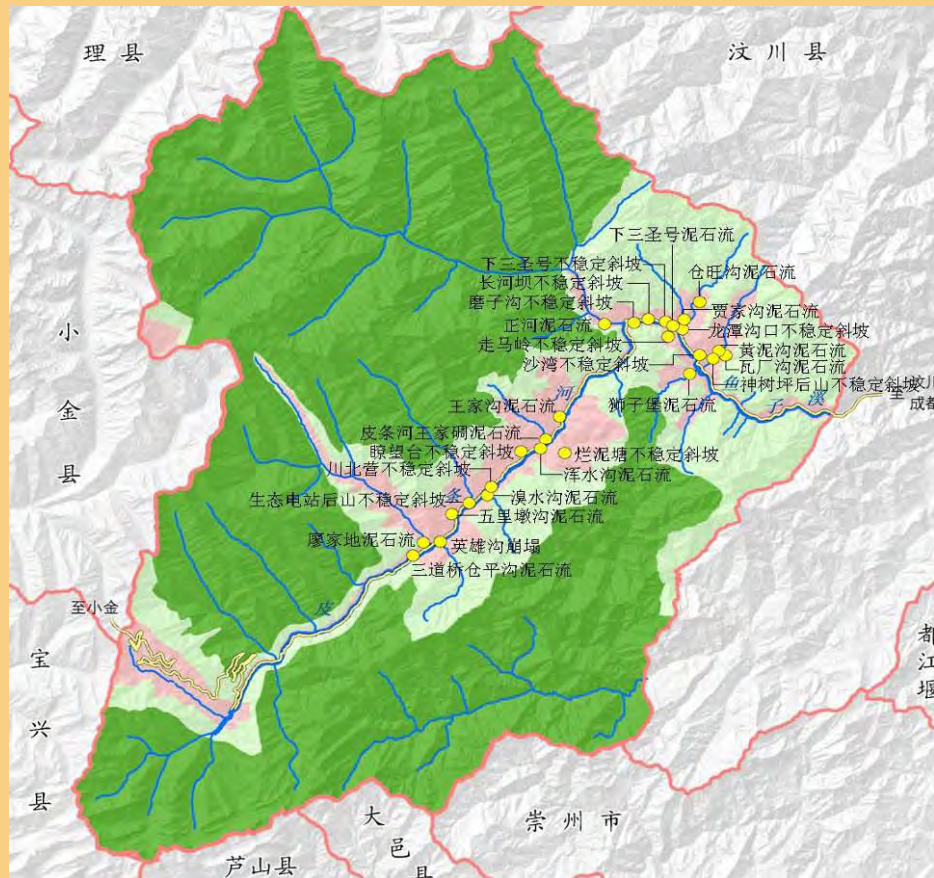 理县
汶川县
下三圣号泥石流
下三圣号不稳定斜坡
仓旺沟泥石流
长河坝不稳定斜坡
磨子沟不稳定斜坡
贾家沟泥石流
正河泥石流
龙潭沟口不稳定斜坡
走马岭不稳定斜坡
黄泥沟泥石流
沙湾不稳定斜坡
瓦厂沟泥石流
神树坪后山不稳定斜坡
至汶川
成都
鱼子溪
狮子堡泥石流
小金县
王家沟泥石流
皮条河王家碉泥石流
瞭望台不稳定斜坡
烂泥塘不稳定斜坡
川北营不稳定斜坡
浑水沟泥石流
生态电站后山不稳定斜坡
溴水沟泥石流
五里墩沟泥石流
廖家地泥石流
英雄沟崩塌
三道桥仓平沟泥石流
皮条河
至小金
宝兴县
都江堰
大邑县
崇州市
芦山县